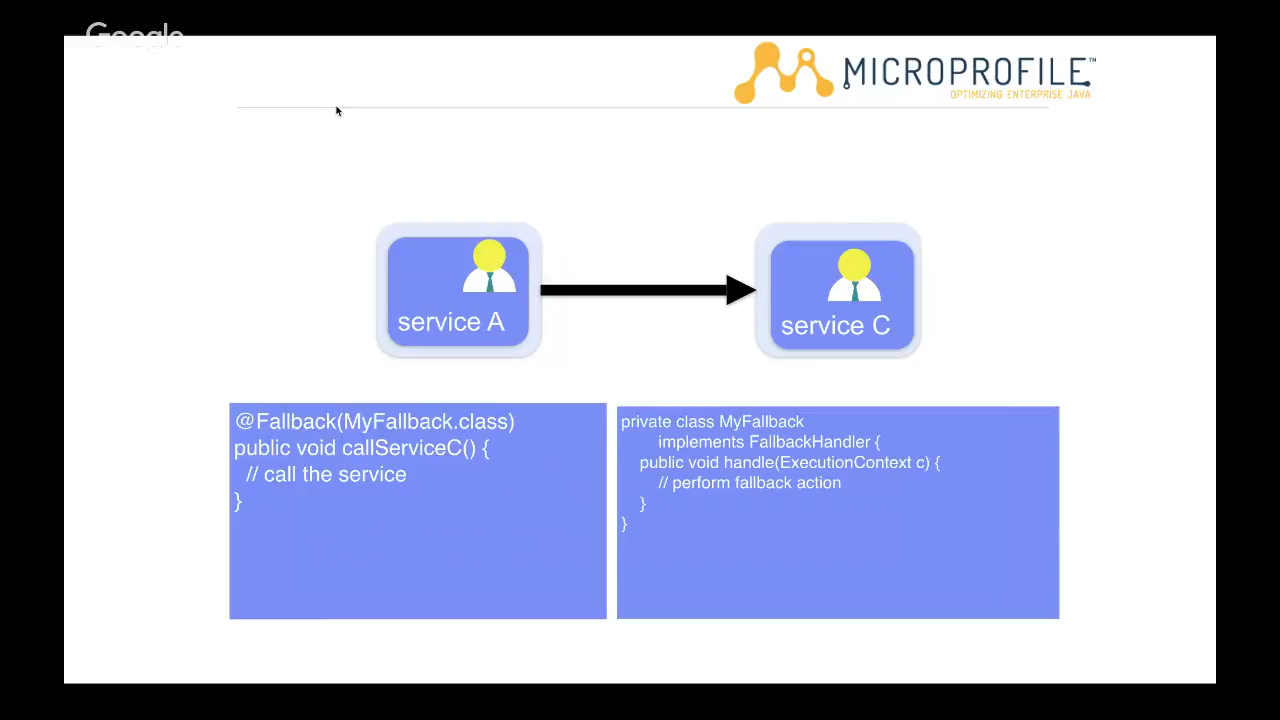 Google
MICROPROFILE™
OPTIMIZING ENTERPRISE JAVA
service A
service C
@Fallback(MyFallback.class)
public void callServiceC() {
// call the service
}
private class MyFallback
implements FallbackHandler {
public void handle(ExecutionContext c) {
// perform fallback action
}
}